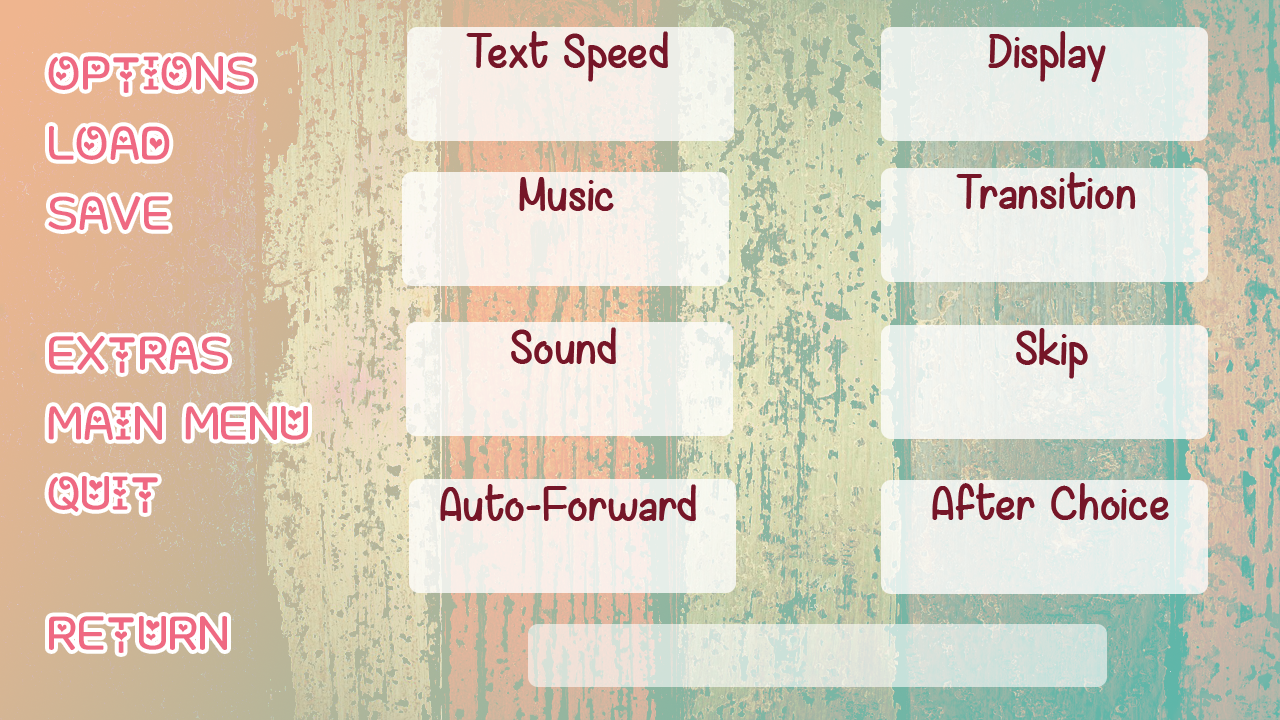 OPTIONS
LOAD
SAVE
EXTRAS
MAIN MENU
QUIT
RETURN
Text Speed
Music
Sound
Auto-Forward
Display
Transition
Skip
After Choice